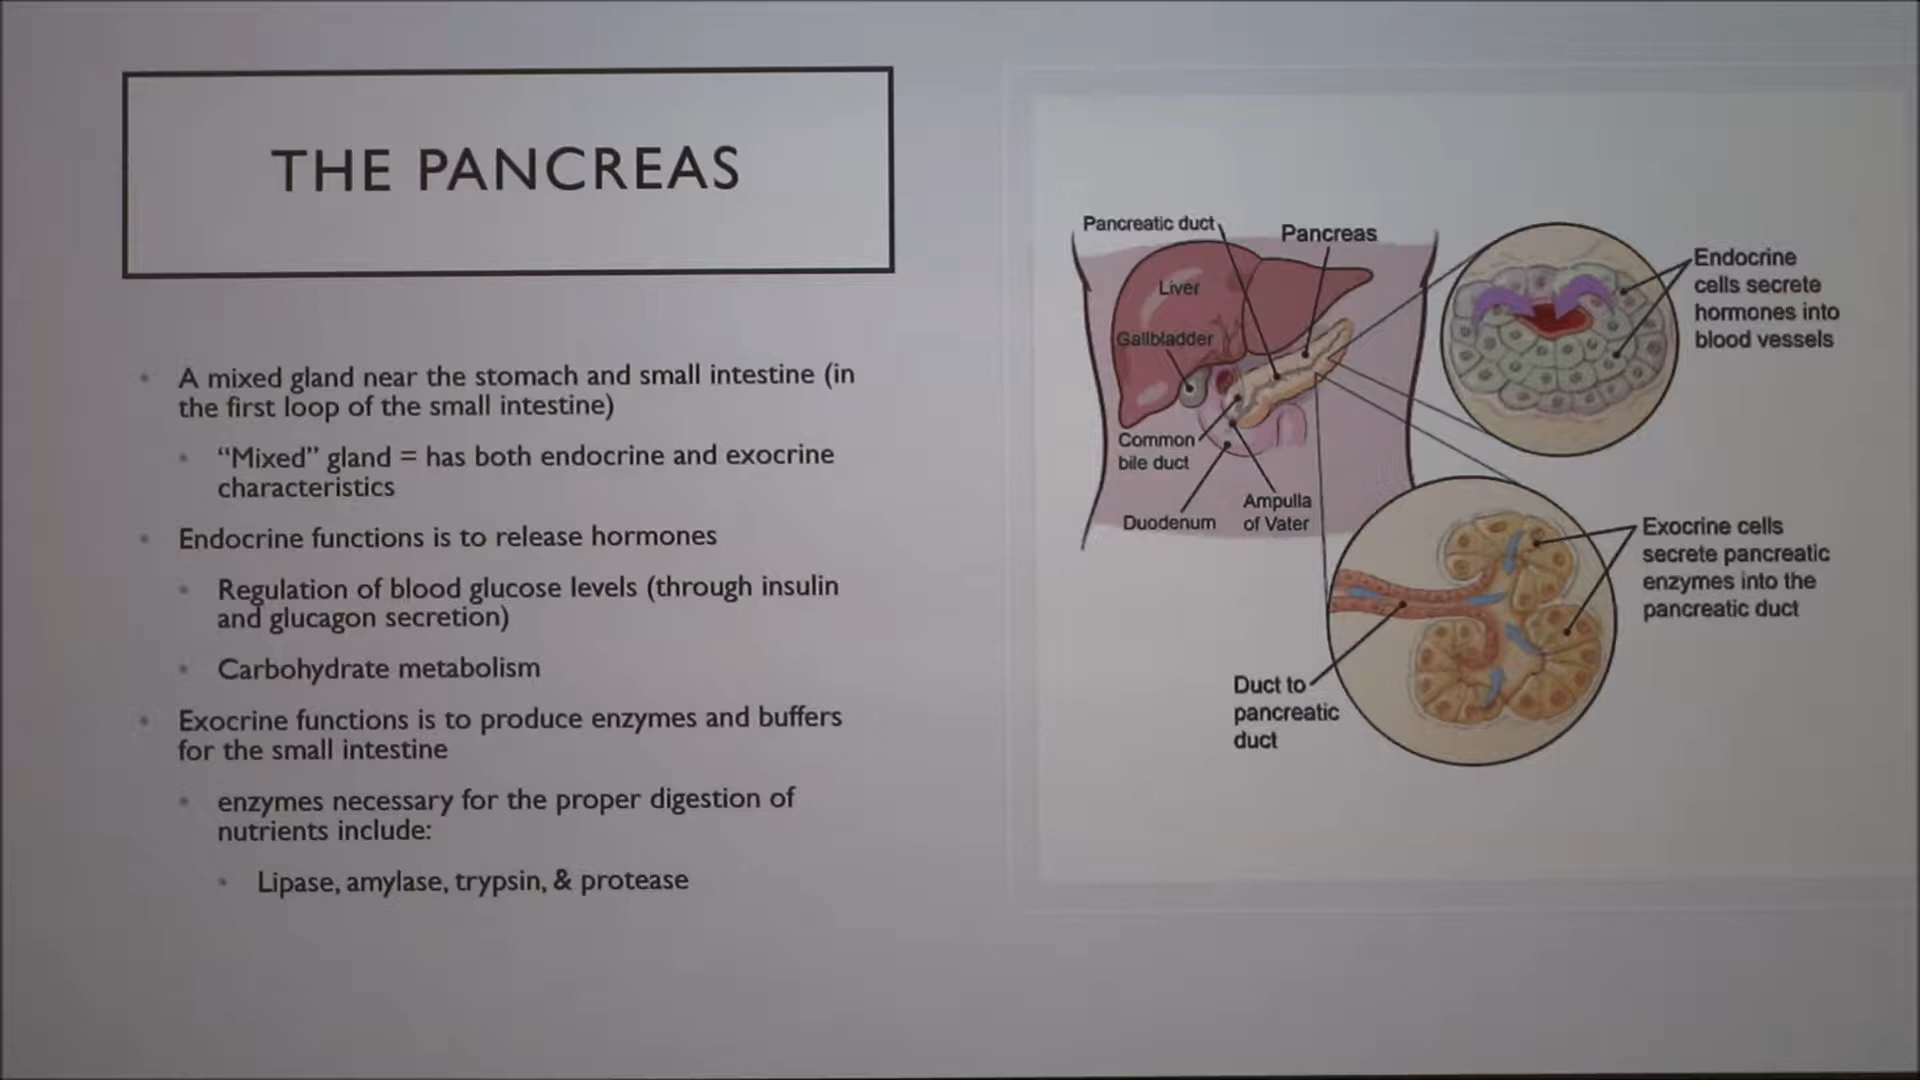 THE PANCREAS
A mixed gland near the stomach and small intestine (in
the first loop of the small intestine)
“Mixed” gland = has both endocrine and exocrine
characteristics
Endocrine functions is to release hormones
Regulation of blood glucose levels (through insulin
and glucagon secretion)
Carbohydrate metabolism
Exocrine functions is to produce enzymes and buffers
for the small intestine
enzymes necessary for the proper digestion of
nutrients include:
Lipase, amylase, trypsin, & protease
Pancreatic duct
Pancreas
Liver
Gallbladder
Common
bile duct
Duodenum
Ampulla
of Vater
Endocrine
cells secrete
hormones into
blood vessels
Exocrine cells
secrete pancreatic
enzymes into the
pancreatic duct
Duct to
pancreatic
duct